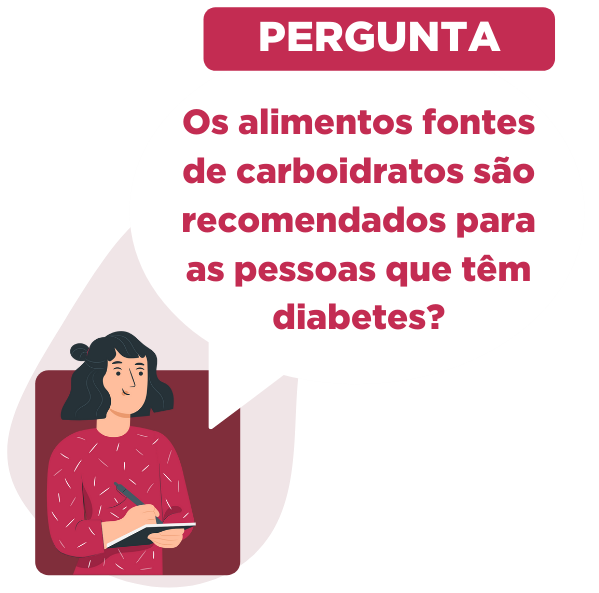 PERGUNTA
Os alimentos fontes
de carboidratos são
recomendados para
as pessoas que têm
diabetes?